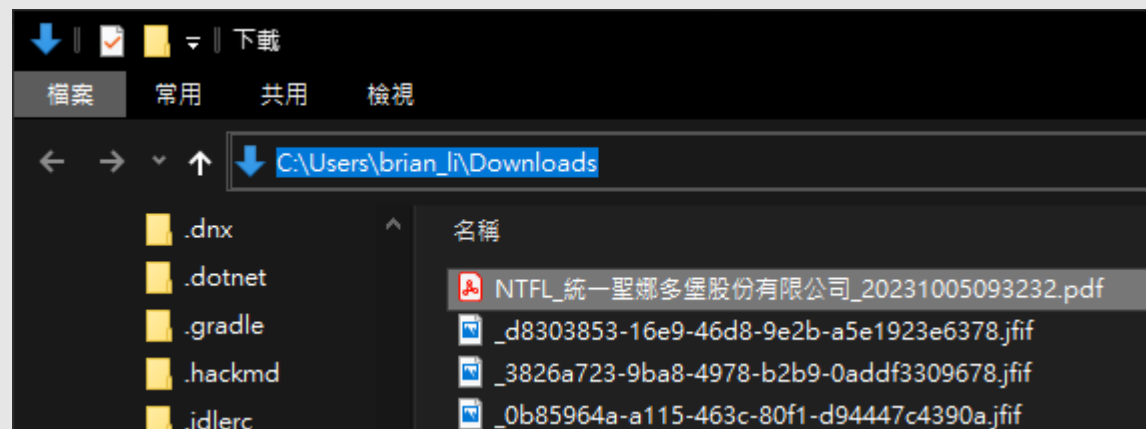 下載
檔案 常用 共用 檢視
C:\Users\brian_li\Downloads
.dnx
.dotnet
.gradle
.hackmd
.idlerc
名稱
NTFL_統一聖娜多堡股份有限公司_20231005093232.pdf
_d8303853-16e9-46d8-9e2b-a5e1923e6378.jfif
_3826a723-9ba8-4978-b2b9-0addf3309678.jfif
_0b85964a-a115-463c-80f1-d94447c4390a.jfif